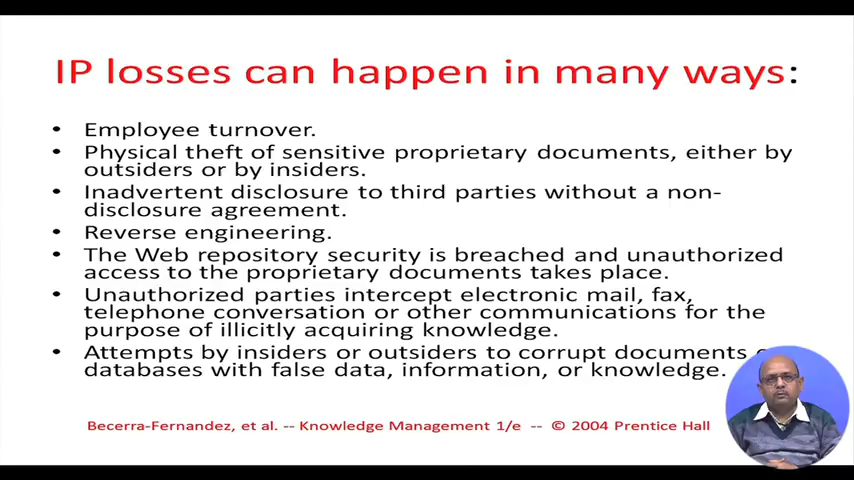 IP losses can happen in many ways:
• Employee turnover.
• Physical theft of sensitive proprietary documents, either by
outsiders or by insiders.
• Inadvertent disclosure to third parties without a non-
disclosure agreement.
• Reverse engineering.
• The Web repository security is breached and unauthorized
access to the proprietary documents takes place.
• Unauthorized parties intercept electronic mail, fax,
telephone conversation or other communications for the
purpose of illicitly acquiring knowledge.
• Attempts by insiders or outsiders to corrupt documents
databases with false data, information, or knowledge.
Becerra-Fernandez, et al. -- Knowledge Management 1/e -- © 2004 Prentice Hall